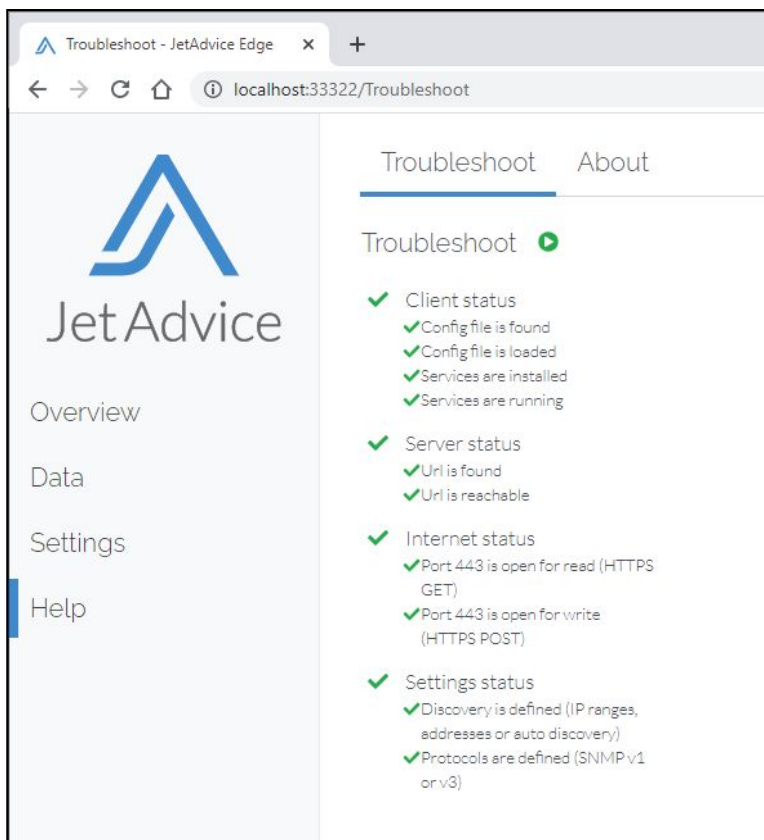 Troubleshoot - JetAdvice Edge
localhost:33322/Troubleshoot
JetAdvice
Overview
Data
Settings
Help
Troubleshoot About
Troubleshoot
Client status
Config file is found
Config file is loaded
Services are installed
Services are running
Server status
Url is found
Url is reachable
Internet status
Port 443 is open for read (HTTPS
GET)
Port 443 is open for write
(HTTPS POST)
Settings status
Discovery is defined (IP ranges,
addresses or auto discovery)
Protocols are defined (SNMP v1
or v3)